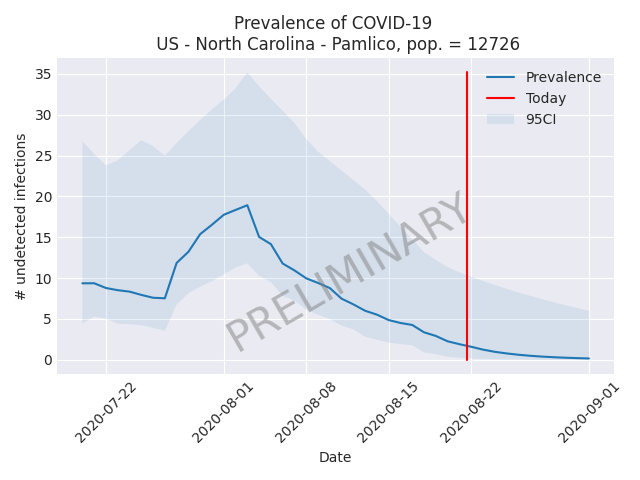 Prevalence of COVID-19
US - North Carolina - Pamlico, pop. = 12726
35
30
25
20
15
10
5
0
# undetected infections
Prevalence
Today
95CI
PRELIMINARY
2020-07-22
2020-08-01
2020-08-08
2020-08-15
2020-08-22
2020-09-01
Date